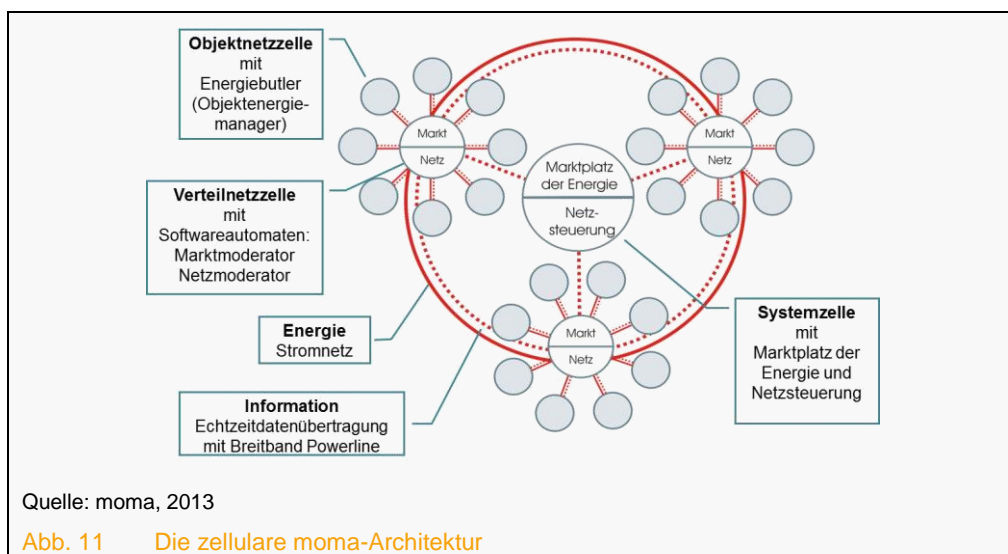 Objektnetzzelle
mit
Energiebutler
(Objektenergie-
manager)
Markt
Netz
Markt
Netz
Marktplatz
der Energie
Netz-
steuerung
Verteilnetzzelle
mit
Softwareautomaten:
Marktmoderator
Netzmoderator
Energie
Stromnetz
Markt
Netz
Systemzelle
mit
Marktplatz der
Energie und
Netzsteuerung
Information
Echtzeitdatenübertragung
mit Breitband Powerline
Quelle: moma, 2013
Abb. 11 Die zellulare moma-Architektur